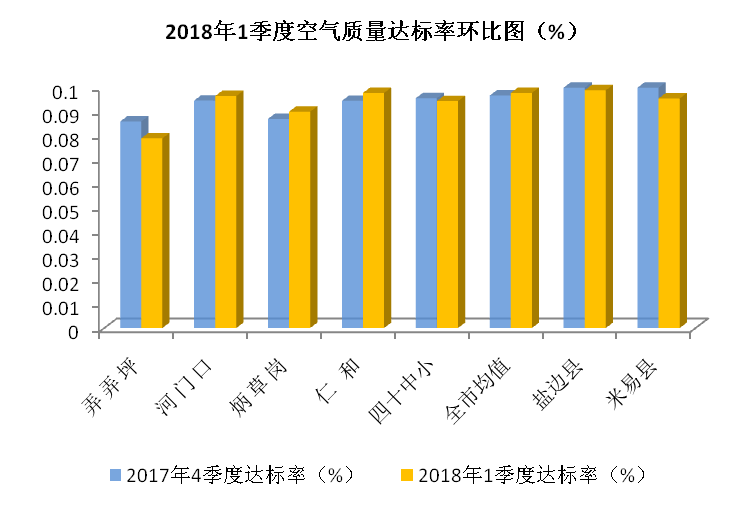 2018年1季度空气质量达标率环比图（%）
0.1
0.09
0.08
0.07
0.06
0.05
0.04
0.03
0.02
0.01
0
弄弄坪
河门口
炳草岗
仁 和
四十中小
全市均值
盐边县
米易县
2017年4季度达标率（%）
2018年1季度达标率（%）